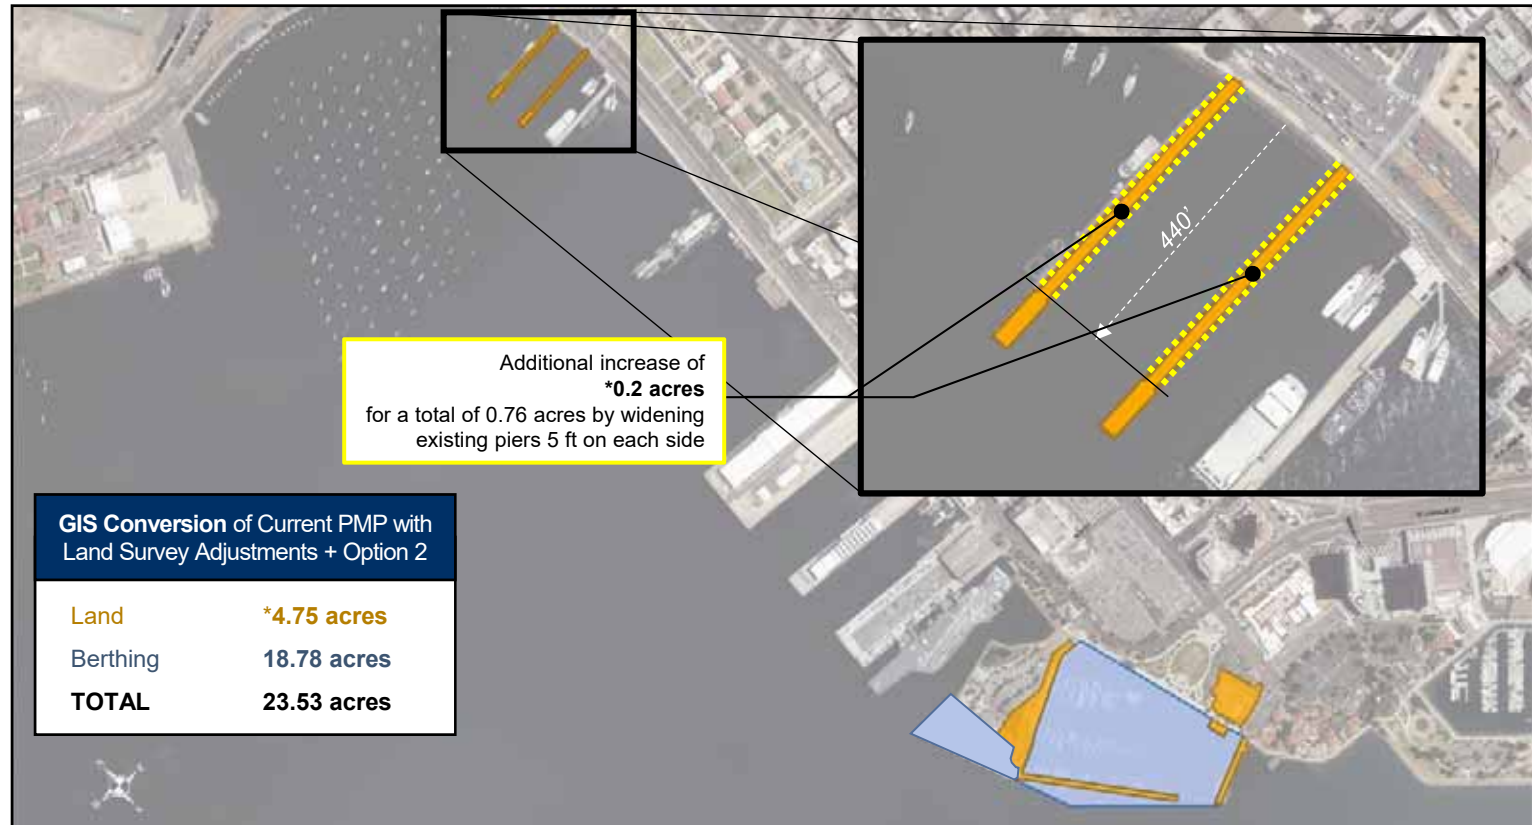 440'
Additional increase of
*0.2 acres
for a total of 0.76 acres by widening
existing piers 5 ft on each side
GIS Conversion of Current PMP with
Land Survey Adjustments + Option 2
Land *4.75 acres
Berthing 18.78 acres
TOTAL 23.53 acres